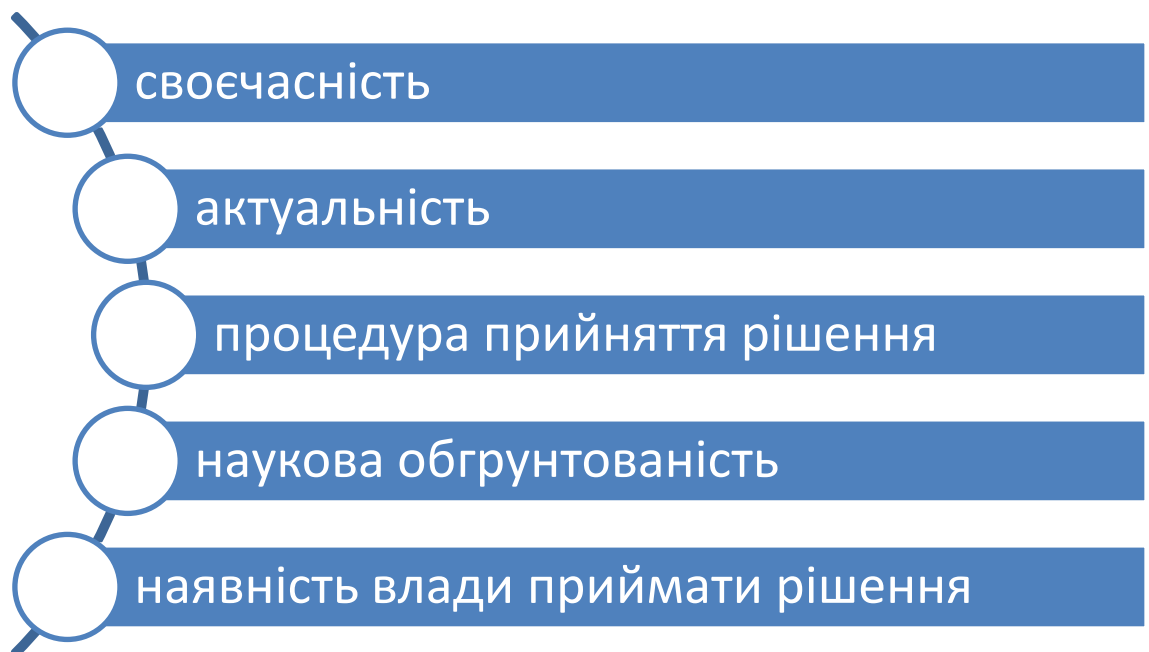 своєчасність
актуальність
процедура прийняття рішення
наукова обгрунтованість
наявність влади приймати рішення